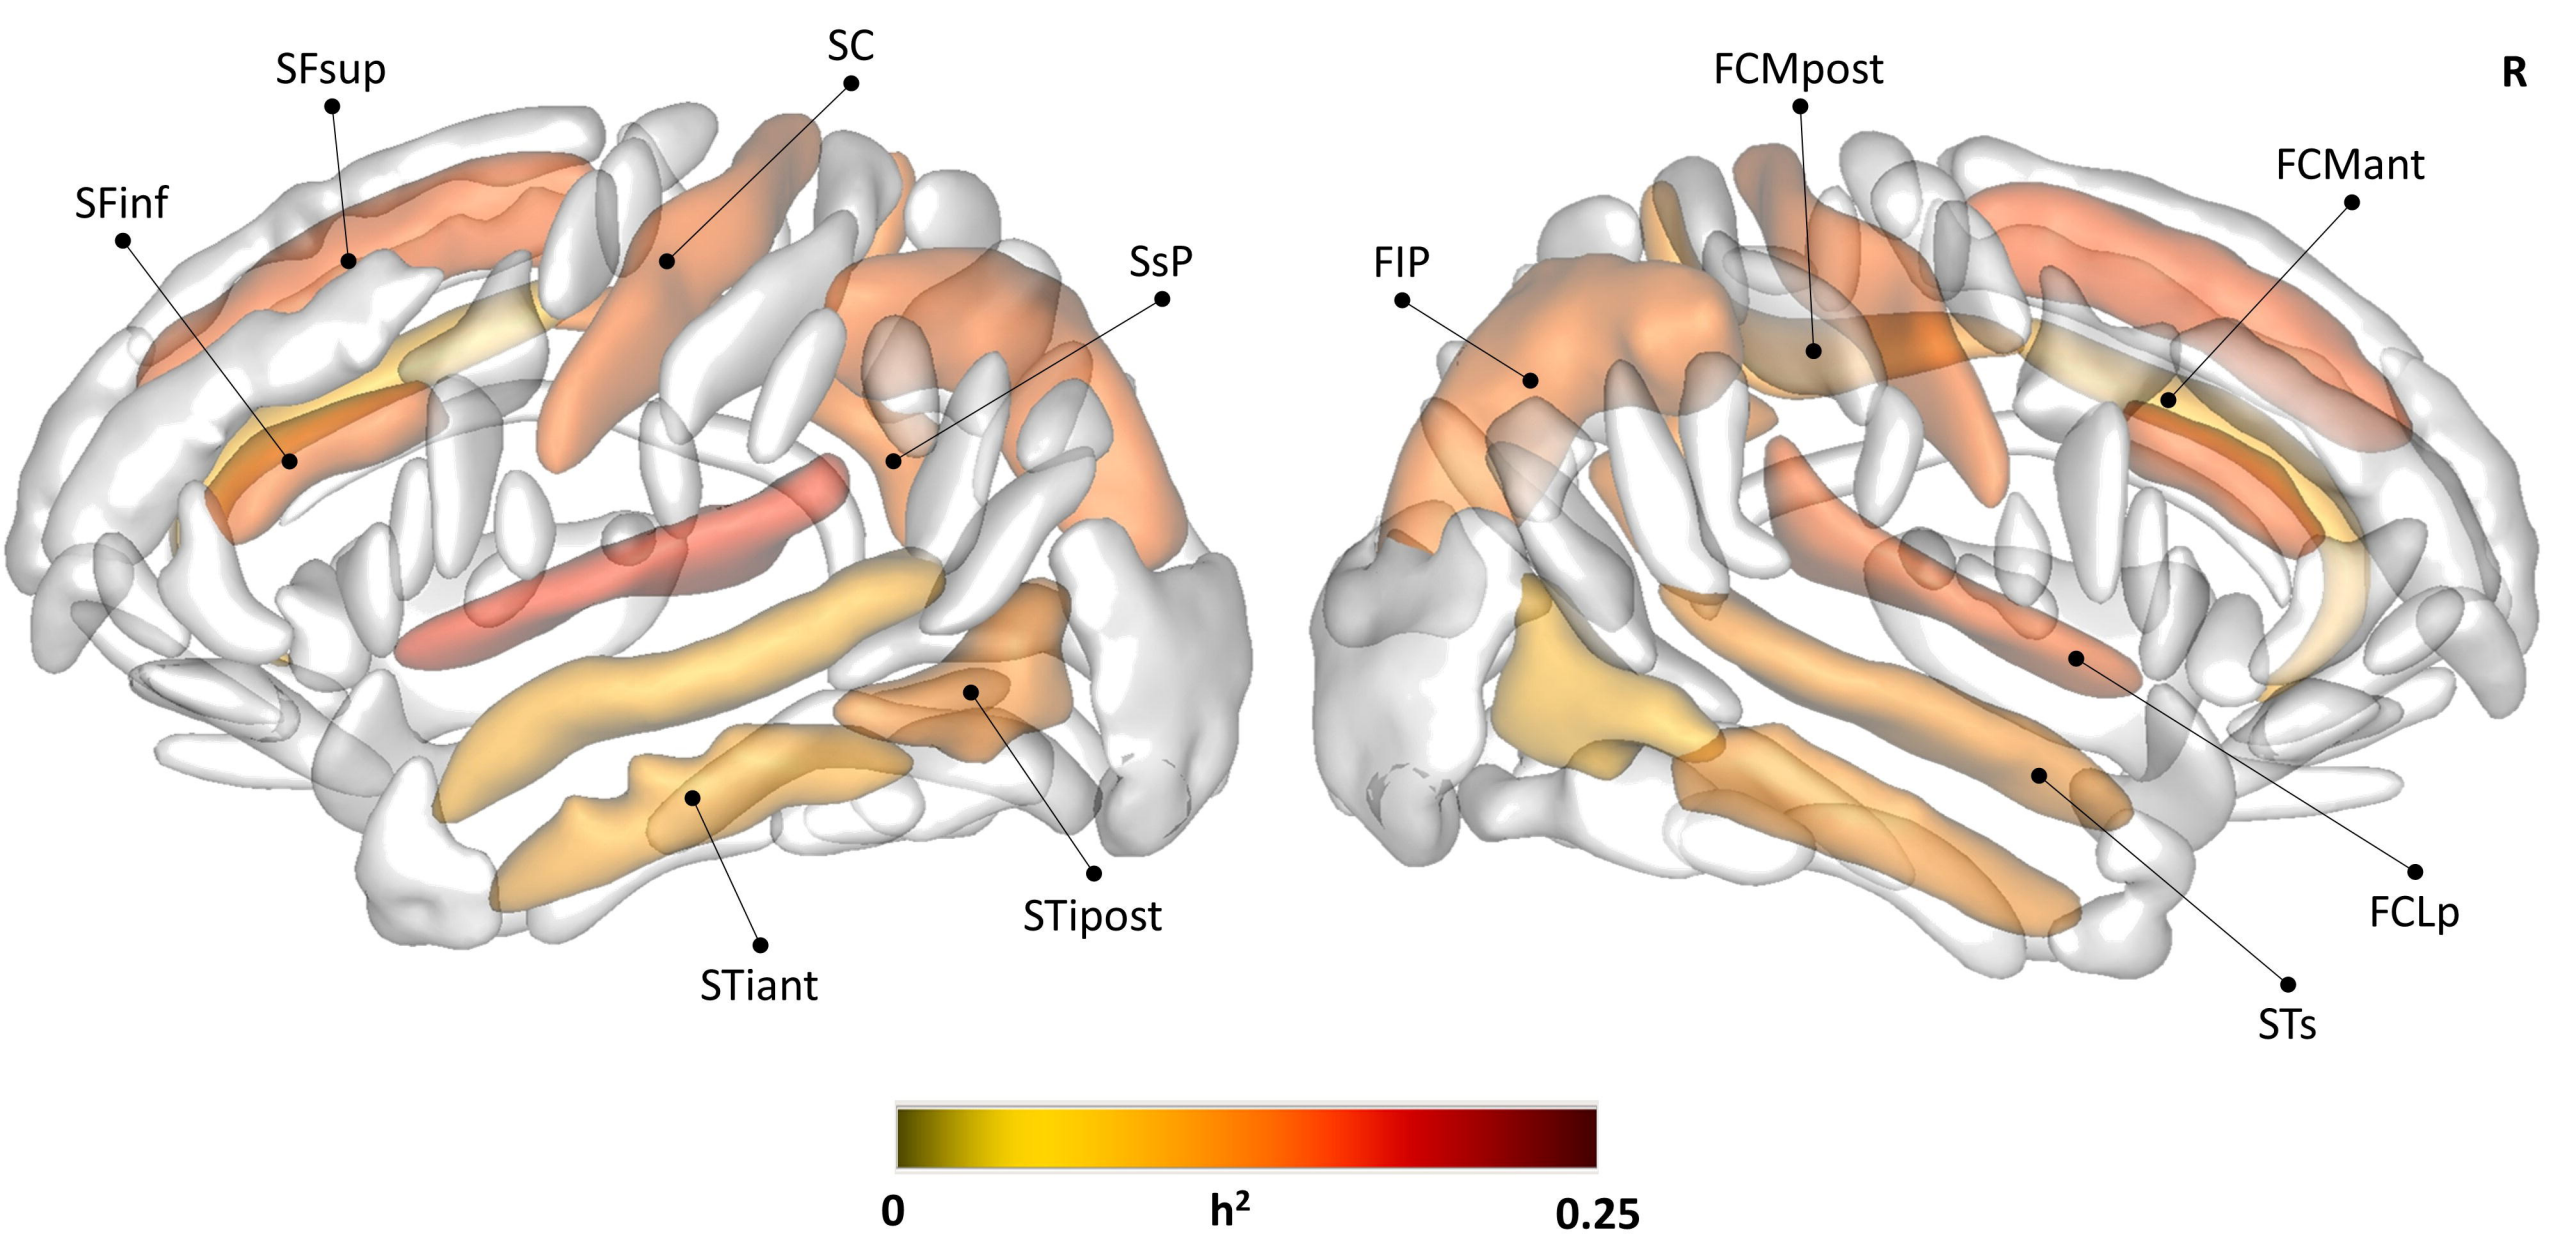 SC
SFsup
FCMpost
R
FCMant
SFinf
SsP
FIP
FCLp
STipost
STiant
STs
0
h²
0.25